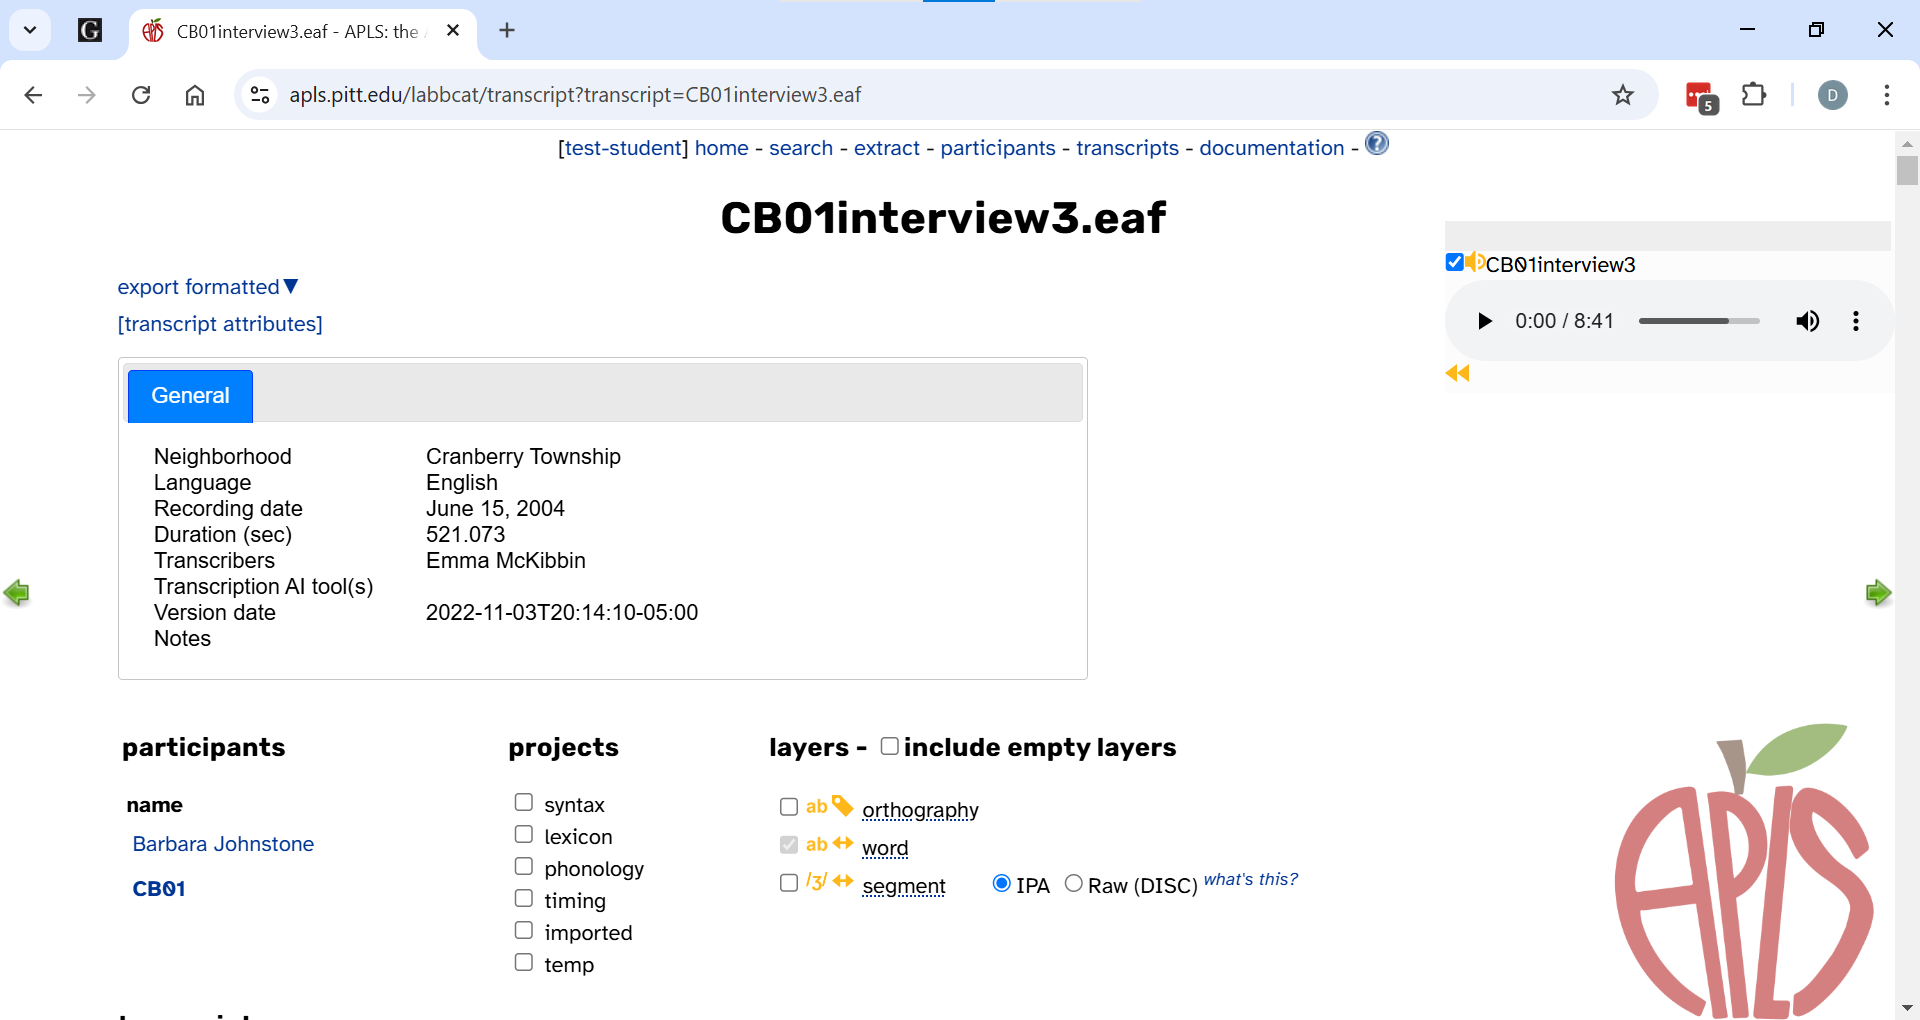 CB01interview3.eaf - APLS: the
apls.pitt.edu/labbcat/transcript?transcript=CB01interview3.eaf
5
D
[test-student] home - search - extract - participants - transcripts - documentation - ?
CB01interview3.eaf
CB01interview3
0:00 / 8:41
export formatted▼
[transcript attributes]
General
Neighborhood Cranberry Township
Language English
Recording date June 15, 2004
Duration (sec) 521.073
Transcribers Emma McKibbin
Transcription AI tool(s)
Version date 2022-11-03T20:14:10-05:00
Notes
participants
name
Barbara Johnstone
CB01
projects
syntax
lexicon
phonology
timing
imported
temp
layers - include empty layers
ab orthography
ab word
/ʒ/ segment IPA Raw (DISC) what's this?
APLS